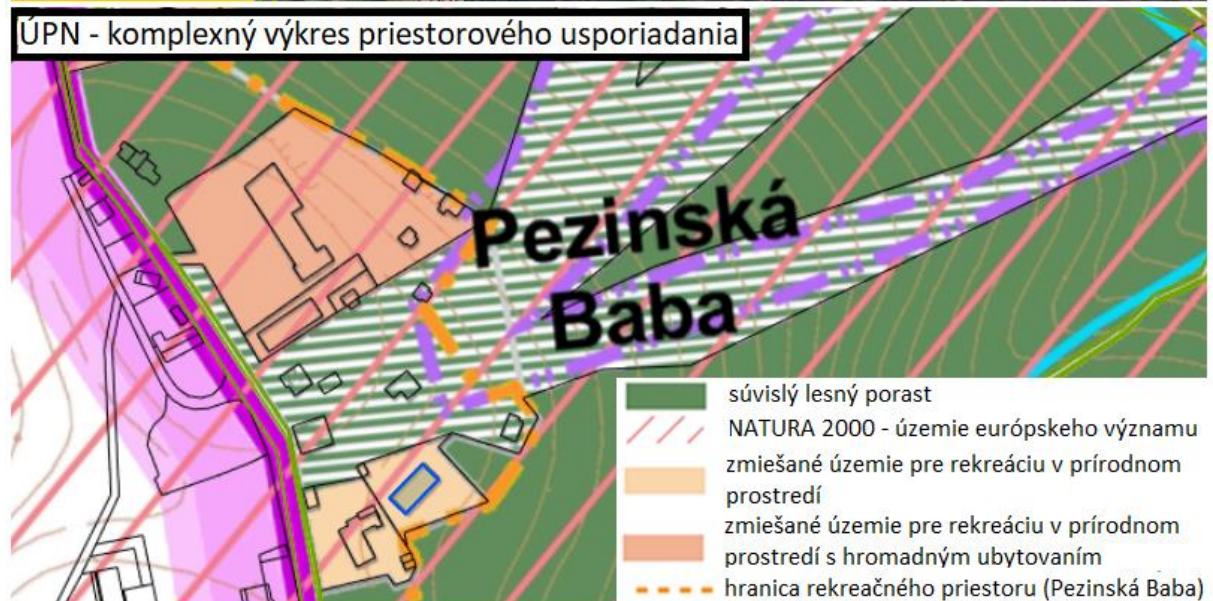 ÚPN - komplexný výkres priestorového usporiadania
Pezinská
Baba
súvislý lesný porast
NATURA 2000 - územie európskeho významu
zmiešané územie pre rekreáciu v prírodnom
prostredí
zmiešané územie pre rekreáciu v prírodnom
prostredí s hromadným ubytovaním
hranica rekreačného priestoru (Pezinská Baba)